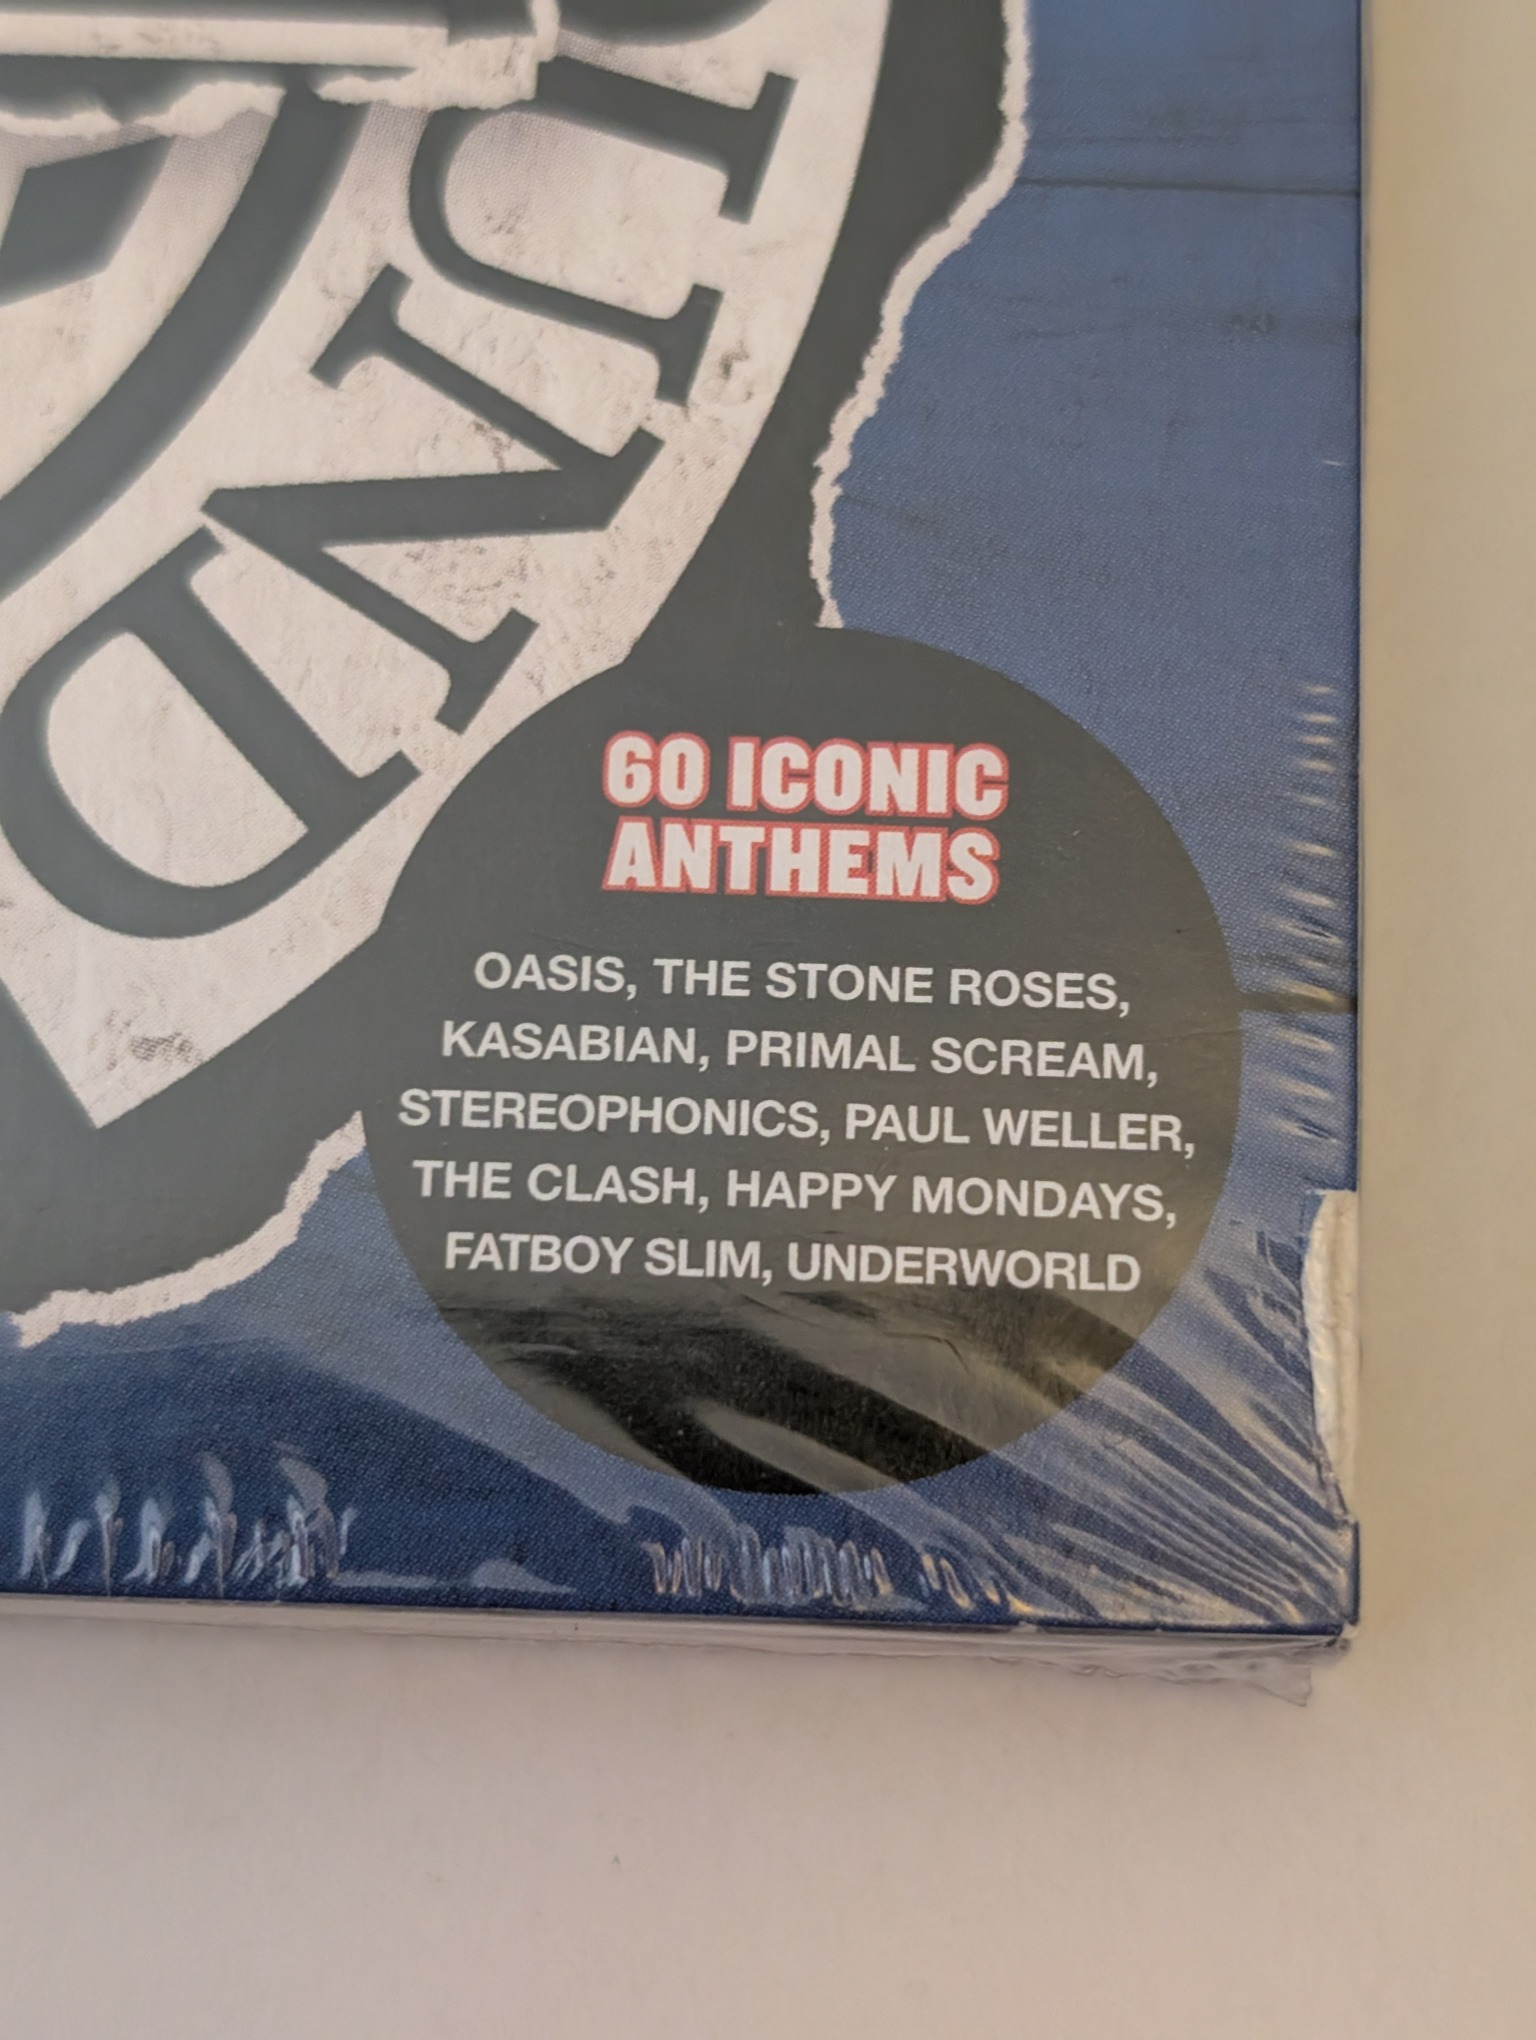 UND
60 ICONIC
ANTHEMS
OASIS, THE STONE ROSES,
KASABIAN, PRIMAL SCREAM,
STEREOPHONICS, PAUL WELLER,
THE CLASH, HAPPY MONDAYS,
FATBOY SLIM, UNDERWORLD